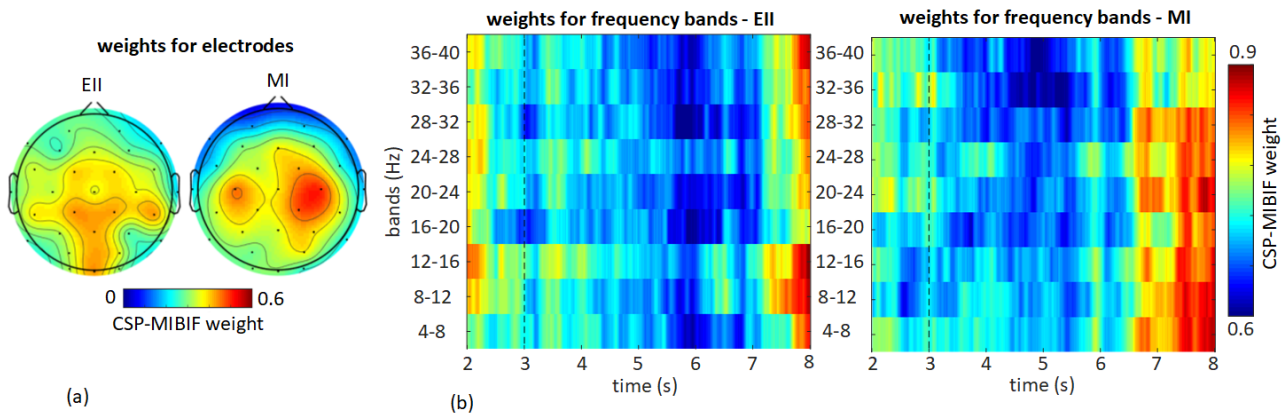 weights for electrodes
EII
MI
0
0.6
CSP-MIBIF weight
(a)
weights for frequency bands - EII
bands (Hz)
36-40
32-36
28-32
24-28
20-24
16-20
12-16
8-12
4-8
2 3 4 5 6 7 8
time (s)
(b)
weights for frequency bands - MI
36-40
32-36
28-32
24-28
20-24
16-20
12-16
8-12
4-8
2 3 4 5 6 7 8
time (s)
0.9
0.6
CSP-MIBIF weight